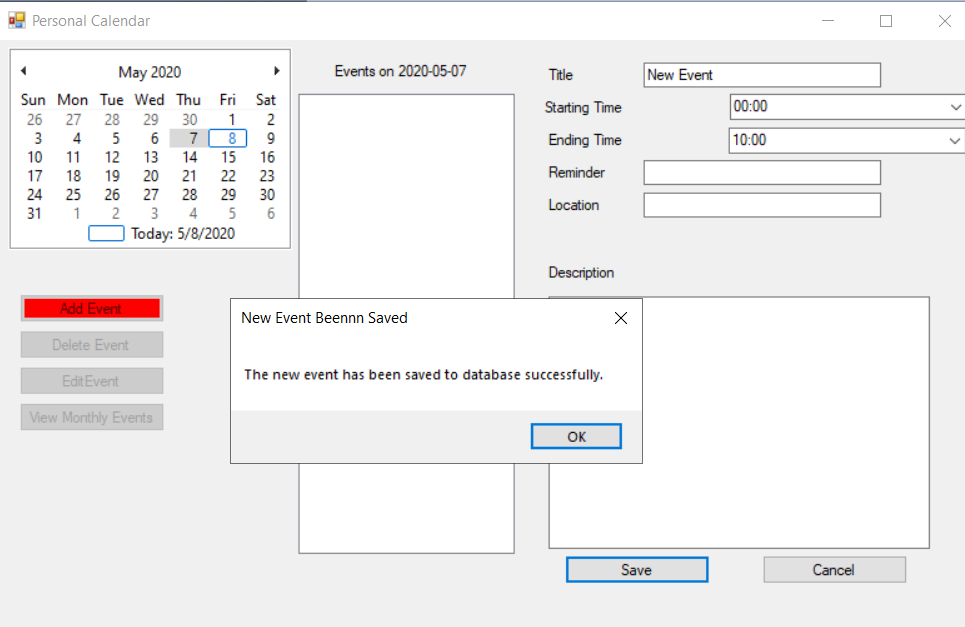 Personal Calendar
May 2020
Sun Mon Tue Wed Thu Fri Sat
26 27 28 29 30 1 2
3 4 5 6 7 8 9
10 11 12 13 14 15 16
17 18 19 20 21 22 23
24 25 26 27 28 29 30
31 1 2 3 4 5 6
Today: 5/8/2020
Add Event
Delete Event
EditEvent
View Monthly Events
Events on 2020-05-07
Title New Event
Starting Time 00:00
Ending Time 10:00
Reminder
Location
Description
New Event Beennn Saved
The new event has been saved to database successfully.
OK
Save Cancel